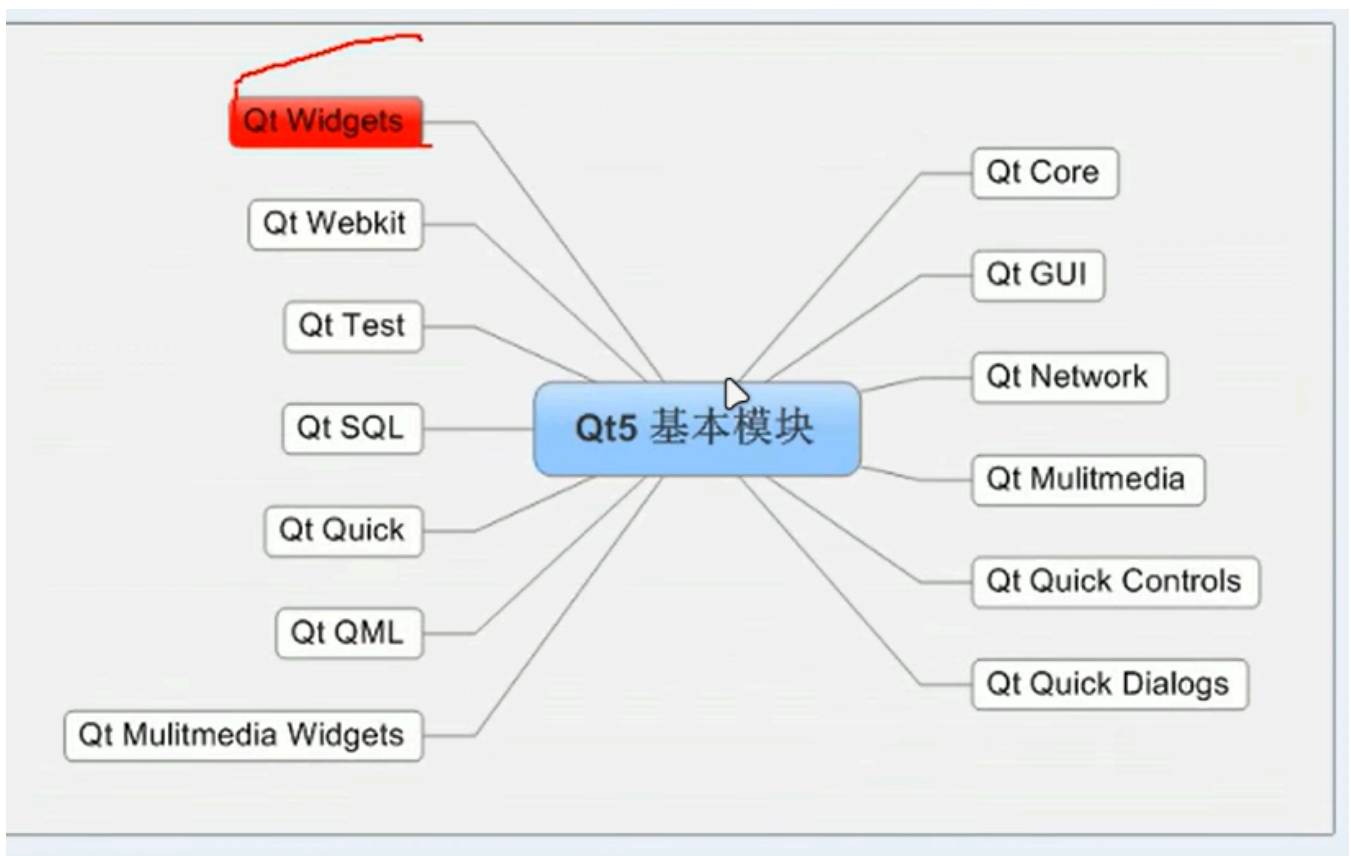 Qt Widgets
Qt Webkit
Qt Test
Qt SQL
Qt Quick
Qt QML
Qt Mulitmedia Widgets
Qt5 基本模块
Qt Core
Qt GUI
Qt Network
Qt Mulitmedia
Qt Quick Controls
Qt Quick Dialogs